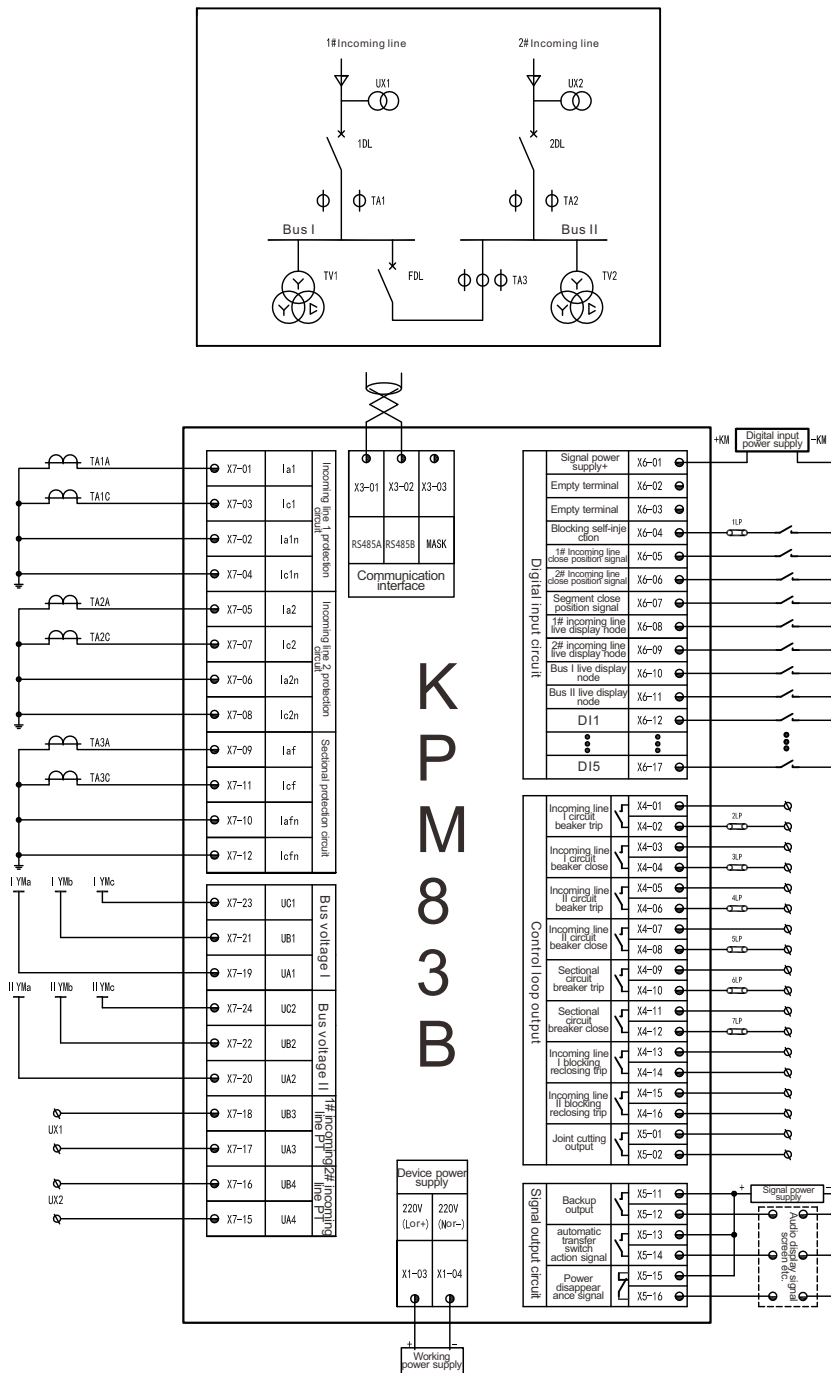 1# Incoming line
2# Incoming line
UX1
UX2
1DL
2DL
TA1
TA2
Bus I
Bus II
TV1
FDL
TA3
TV2
TA1A
TA1C
TA2A
TA2C
TA3A
TA3C
I YMa
I YMb
I YMc
II YMa
II YMb
II YMc
UX1
UX2
X7-01 Ia1
X7-03 Ic1
X7-02 Ia1n
X7-04 Ic1n
Incoming line 1 protection
circuit
X7-05 Ia2
X7-07 Ic2
X7-06 Ia2n
X7-08 Ic2n
Incoming line 2 protection
circuit
X7-09 Iaf
X7-11 Icf
X7-10 Iafn
X7-12 Icfn
Sectional protection circuit
X7-23 UC1
X7-21 UB1
X7-19 UA1
Bus voltage I
X7-24 UC2
X7-22 UB2
X7-20 UA2
Bus voltage II
X7-18 UB3
X7-17 UA3
1# incoming
line PT
X7-16 UB4
X7-15 UA4
2# incoming
line PT
X3-01 X3-02 X3-03
RS485A RS485B MASK
Communication
interface
K
P
M
8
3
B
Device power
supply
220V
(Lor+)
220V
(Nor-)
X1-03 X1-04
+ -
Working
power supply
Digital input circuit
Signal power
supply+
X6-01
Empty terminal X6-02
Empty terminal X6-03
Blocking self-inje
ction
X6-04
1# Incoming line
close position signal
X6-05
2# Incoming line
close position signal
X6-06
Segment close
position signal
X6-07
1# incoming line
live display node
X6-08
2# incoming line
live display node
X6-09
Bus I live display
node
X6-10
Bus II live display
node
X6-11
DI1 X6-12
DI5 X6-17
+KM
Digital input
power supply
-KM
1LP
Control loop output
Incoming line
I circuit
beaker trip
X4-01
X4-02
2LP
Incoming line
I circuit
beaker close
X4-03
X4-04
3LP
Incoming line
II circuit
beaker trip
X4-05
X4-06
4LP
Incoming line
II circuit
beaker close
X4-07
X4-08
5LP
Sectional
circuit
breaker trip
X4-09
X4-10
6LP
Sectional
circuit
breaker close
X4-11
X4-12
7LP
Incoming line
I blocking
reclosing trip
X4-13
X4-14
Incoming line
II blocking
reclosing trip
X4-15
X4-16
Joint cutting
output
X5-01
X5-02
Signal output circuit
Backup
output
X5-11
X5-12
automatic
transfer
switch
action signal
X5-13
X5-14
Power
disappear
ance signal
X5-15
X5-16
+
Signal power
supply
-
Audio display signal
screen etc.